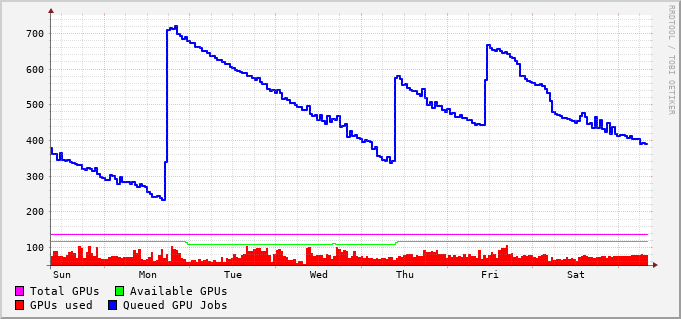 700
600
500
400
300
200
100
Sun Mon Tue Wed Thu Fri Sat
RRDTOOL / TOBI OETIKER
Total GPUs Available GPUs
GPUs used Queued GPU Jobs